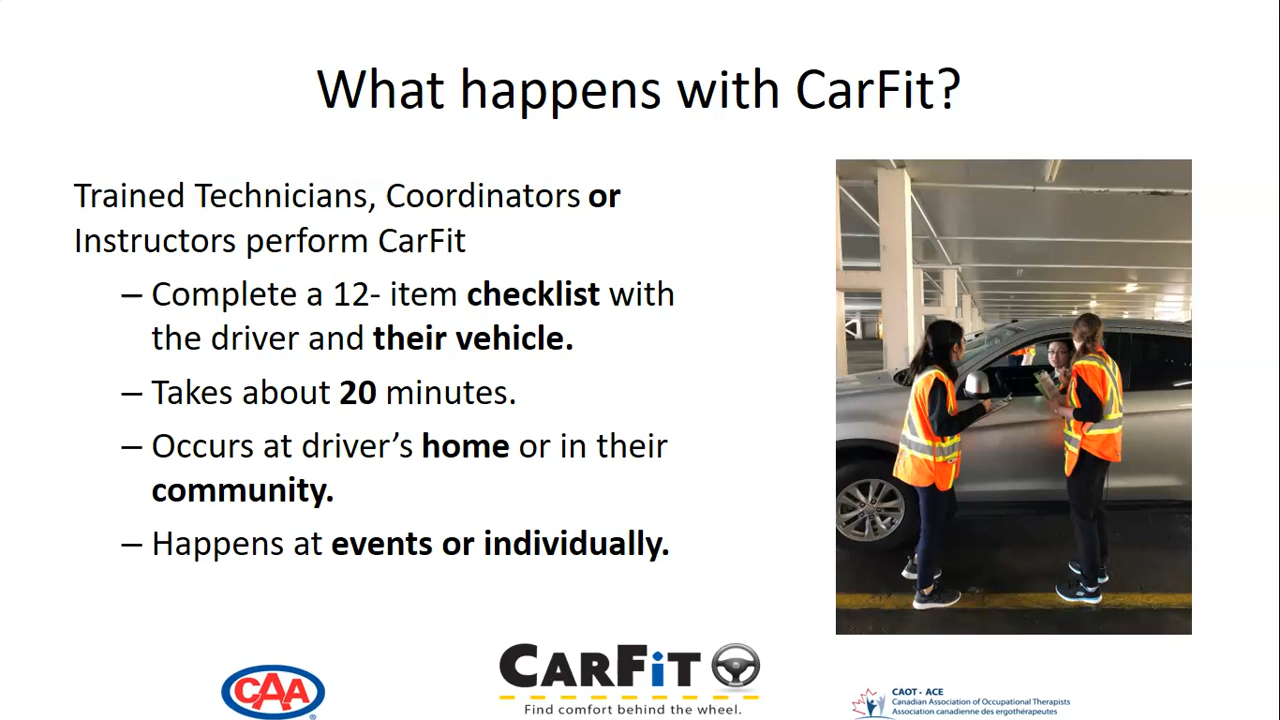 What happens with CarFit?
Trained Technicians, Coordinators or
Instructors perform CarFit
– Complete a 12- item checklist with
the driver and their vehicle.
– Takes about 20 minutes.
– Occurs at driver’s home or in their
community.
– Happens at events or individually.
CAA
®
CARFiT
Find comfort behind the wheel.
CAOT · ACE
Canadian Association of Occupational Therapists
Association canadienne des ergothérapeutes